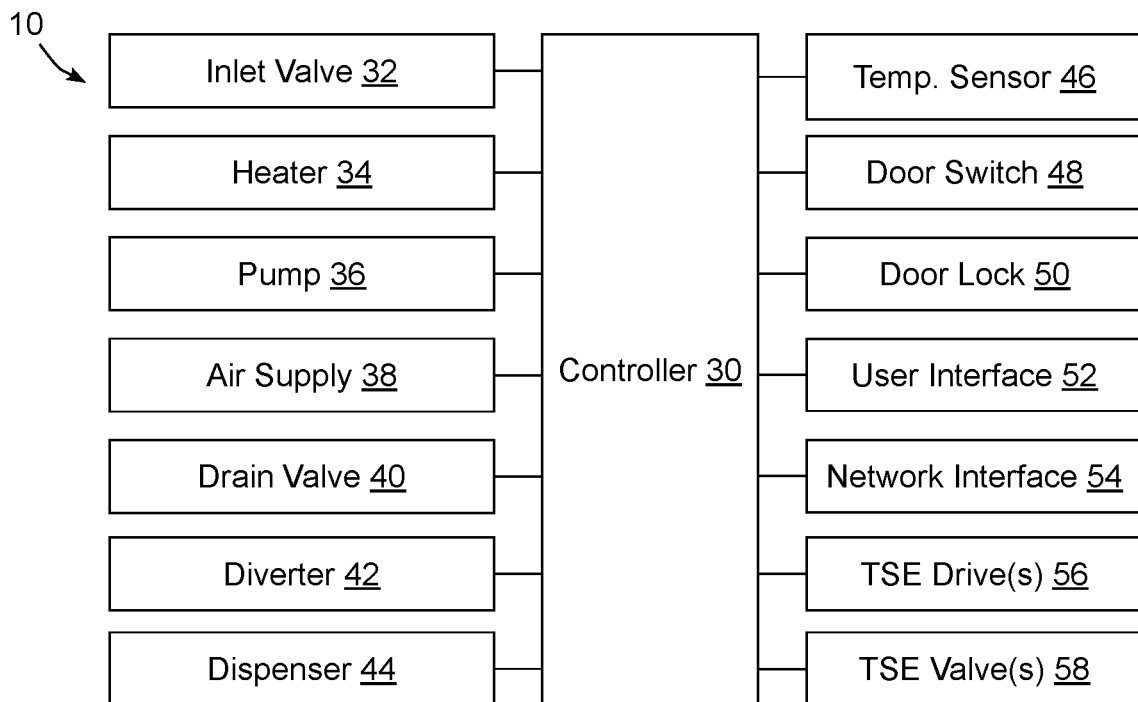 10
Inlet Valve 32
Heater 34
Pump 36
Air Supply 38
Drain Valve 40
Diverter 42
Dispenser 44
Controller 30
Temp. Sensor 46
Door Switch 48
Door Lock 50
User Interface 52
Network Interface 54
TSE Drive(s) 56
TSE Valve(s) 58